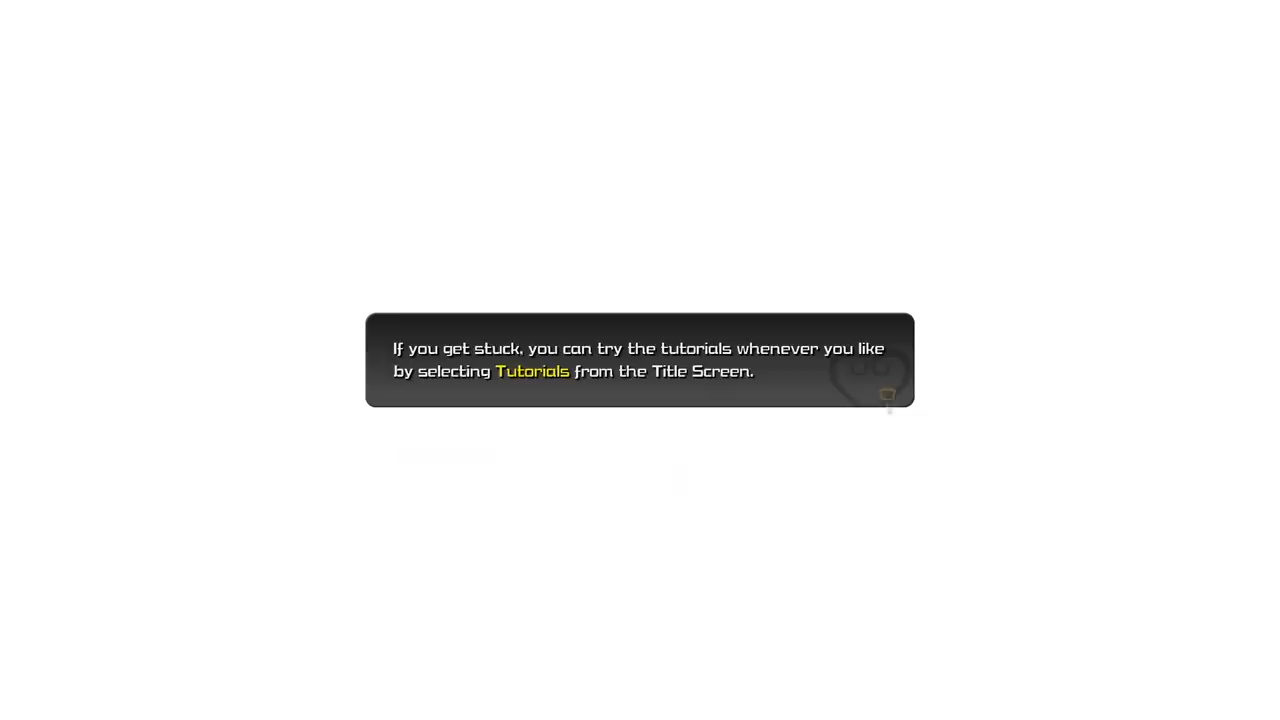 If you get stuck, you can try the tutorials whenever you like
by selecting Tutorials from the Title Screen.